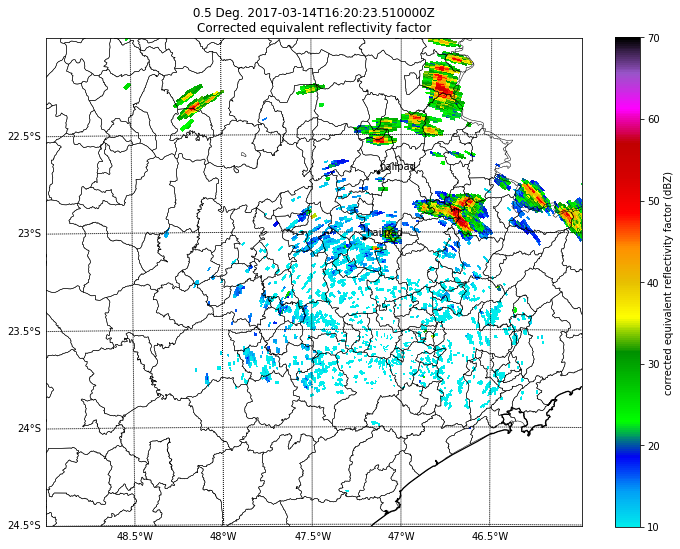 0.5 Deg. 2017-03-14T16:20:23.510000Z
Corrected equivalent reflectivity factor
22.5°S
23°S
23.5°S
24°S
24.5°S
48.5°W
48°W
47.5°W
47°W
46.5°W
70
60
50
40
30
20
10
corrected equivalent reflectivity factor (dBZ)